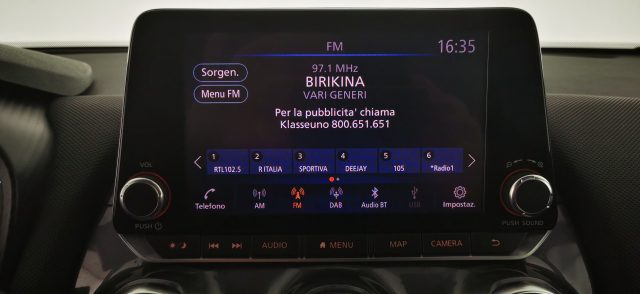 FM
16:35
Sorgen.
97.1 MHz
BIRIKINA
Menu FM
VARI GENERI
Per la pubblicita' chiama
Klasseuno 800.651.651
1 2 3 4 5 6
RTL102.5 R ITALIA SPORTIVA DEEJAY 105 *Radio1
VOL
Telefono AM FM DAB Audio BT USB Impostaz.
PUSH PUSH SOUND
AUDIO MENU MAP CAMERA